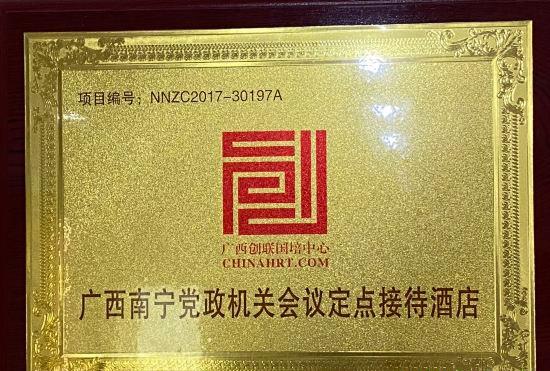 项目编号：NNZC2017-30197A
广西创联国培中心
CHINAHRT.COM
广西南宁党政机关会议定点接待酒店